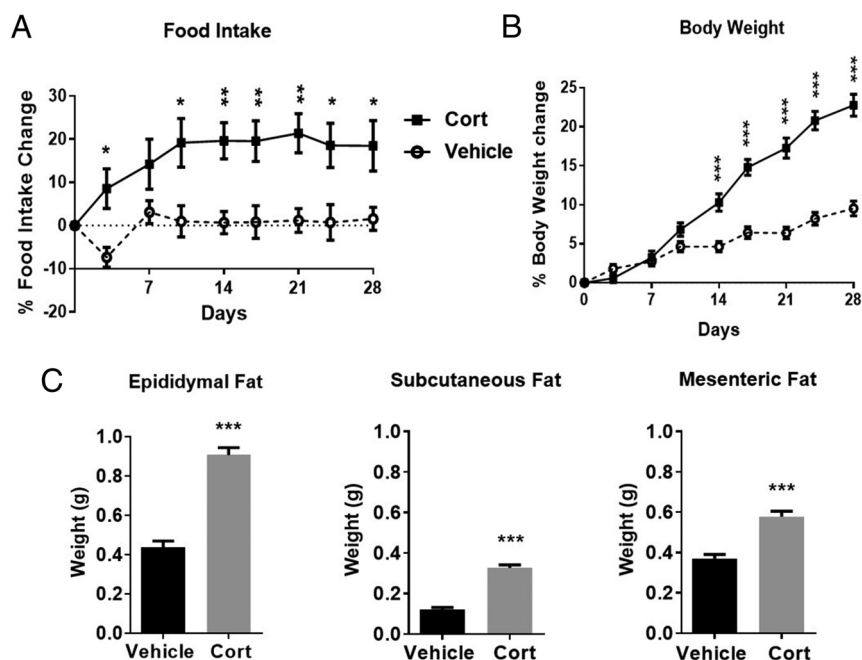 A
Food Intake
% Food Intake Change
30
20
10
0
-10
-20
7
14
21
28
Days
*
*
**
**
**
*
*
Cort
Vehicle
B
Body Weight
% Body Weight change
25
20
15
10
5
0
0
7
14
21
28
Days
***
***
***
***
***
C
Epididymal Fat
Weight (g)
1.0
0.8
0.6
0.4
0.2
0.0
***
Vehicle Cort
Subcutaneous Fat
Weight (g)
1.0
0.8
0.6
0.4
0.2
0.0
***
Vehicle Cort
Mesenteric Fat
Weight (g)
1.0
0.8
0.6
0.4
0.2
0.0
***
Vehicle Cort